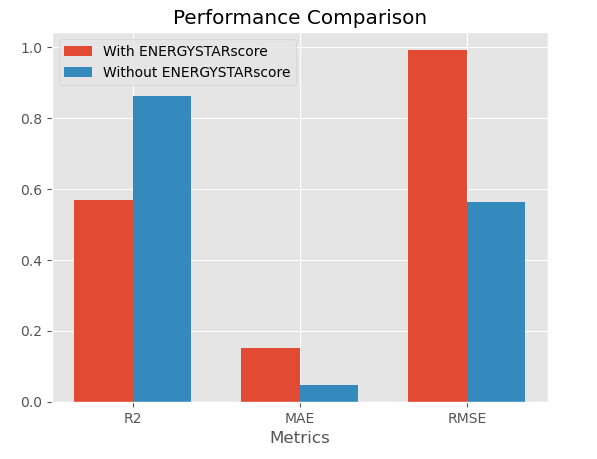 Performance Comparison
With ENERGYSTARscore
Without ENERGYSTARscore
1.0
0.8
0.6
0.4
0.2
0.0
R2 MAE RMSE
Metrics